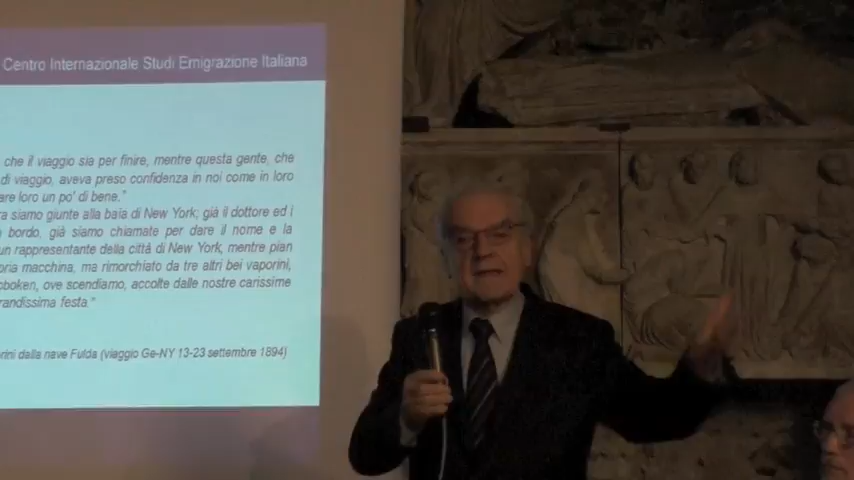 Centro Internazionale Studi Emigrazione Italiana
che il viaggio sia per finire, mentre questa gente, che
di viaggio, aveva preso confidenza in noi come in loro
are loro un po' di bene."
ra siamo giunte alla baia di New York; già il dottore ed i
bordo, già siamo chiamate per dare il nome e la
un rappresentante della città di New York, mentre pian
oria macchina, ma rimorchiato da tre altri bei vaporini,
oboken, ove scendiamo, accolte dalle nostre carissime
randissima festa."
rini dalla nave Fulda (viaggio Ge-NY 13-23 settembre 1894)